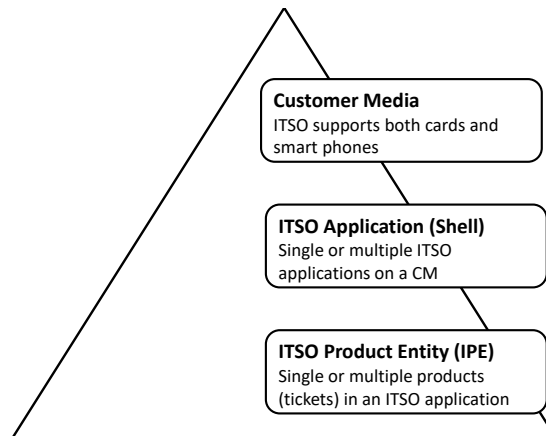 Customer Media
ITSO supports both cards and
smart phones
ITSO Application (Shell)
Single or multiple ITSO
applications on a CM
ITSO Product Entity (IPE)
Single or multiple products
(tickets) in an ITSO application